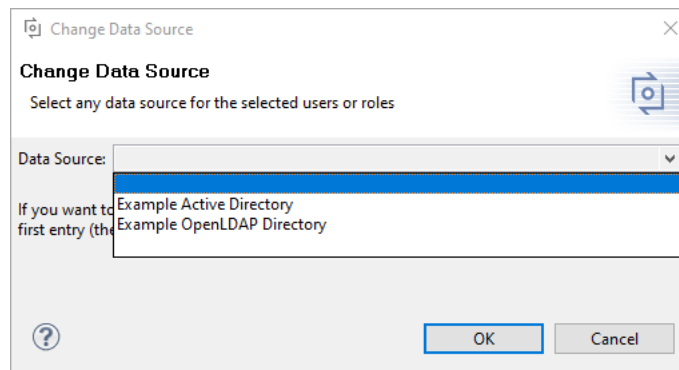 Change Data Source
Change Data Source
Select any data source for the selected users or roles
Data Source:
Example Active Directory
Example OpenLDAP Directory
If you want to
first entry (the
OK
Cancel